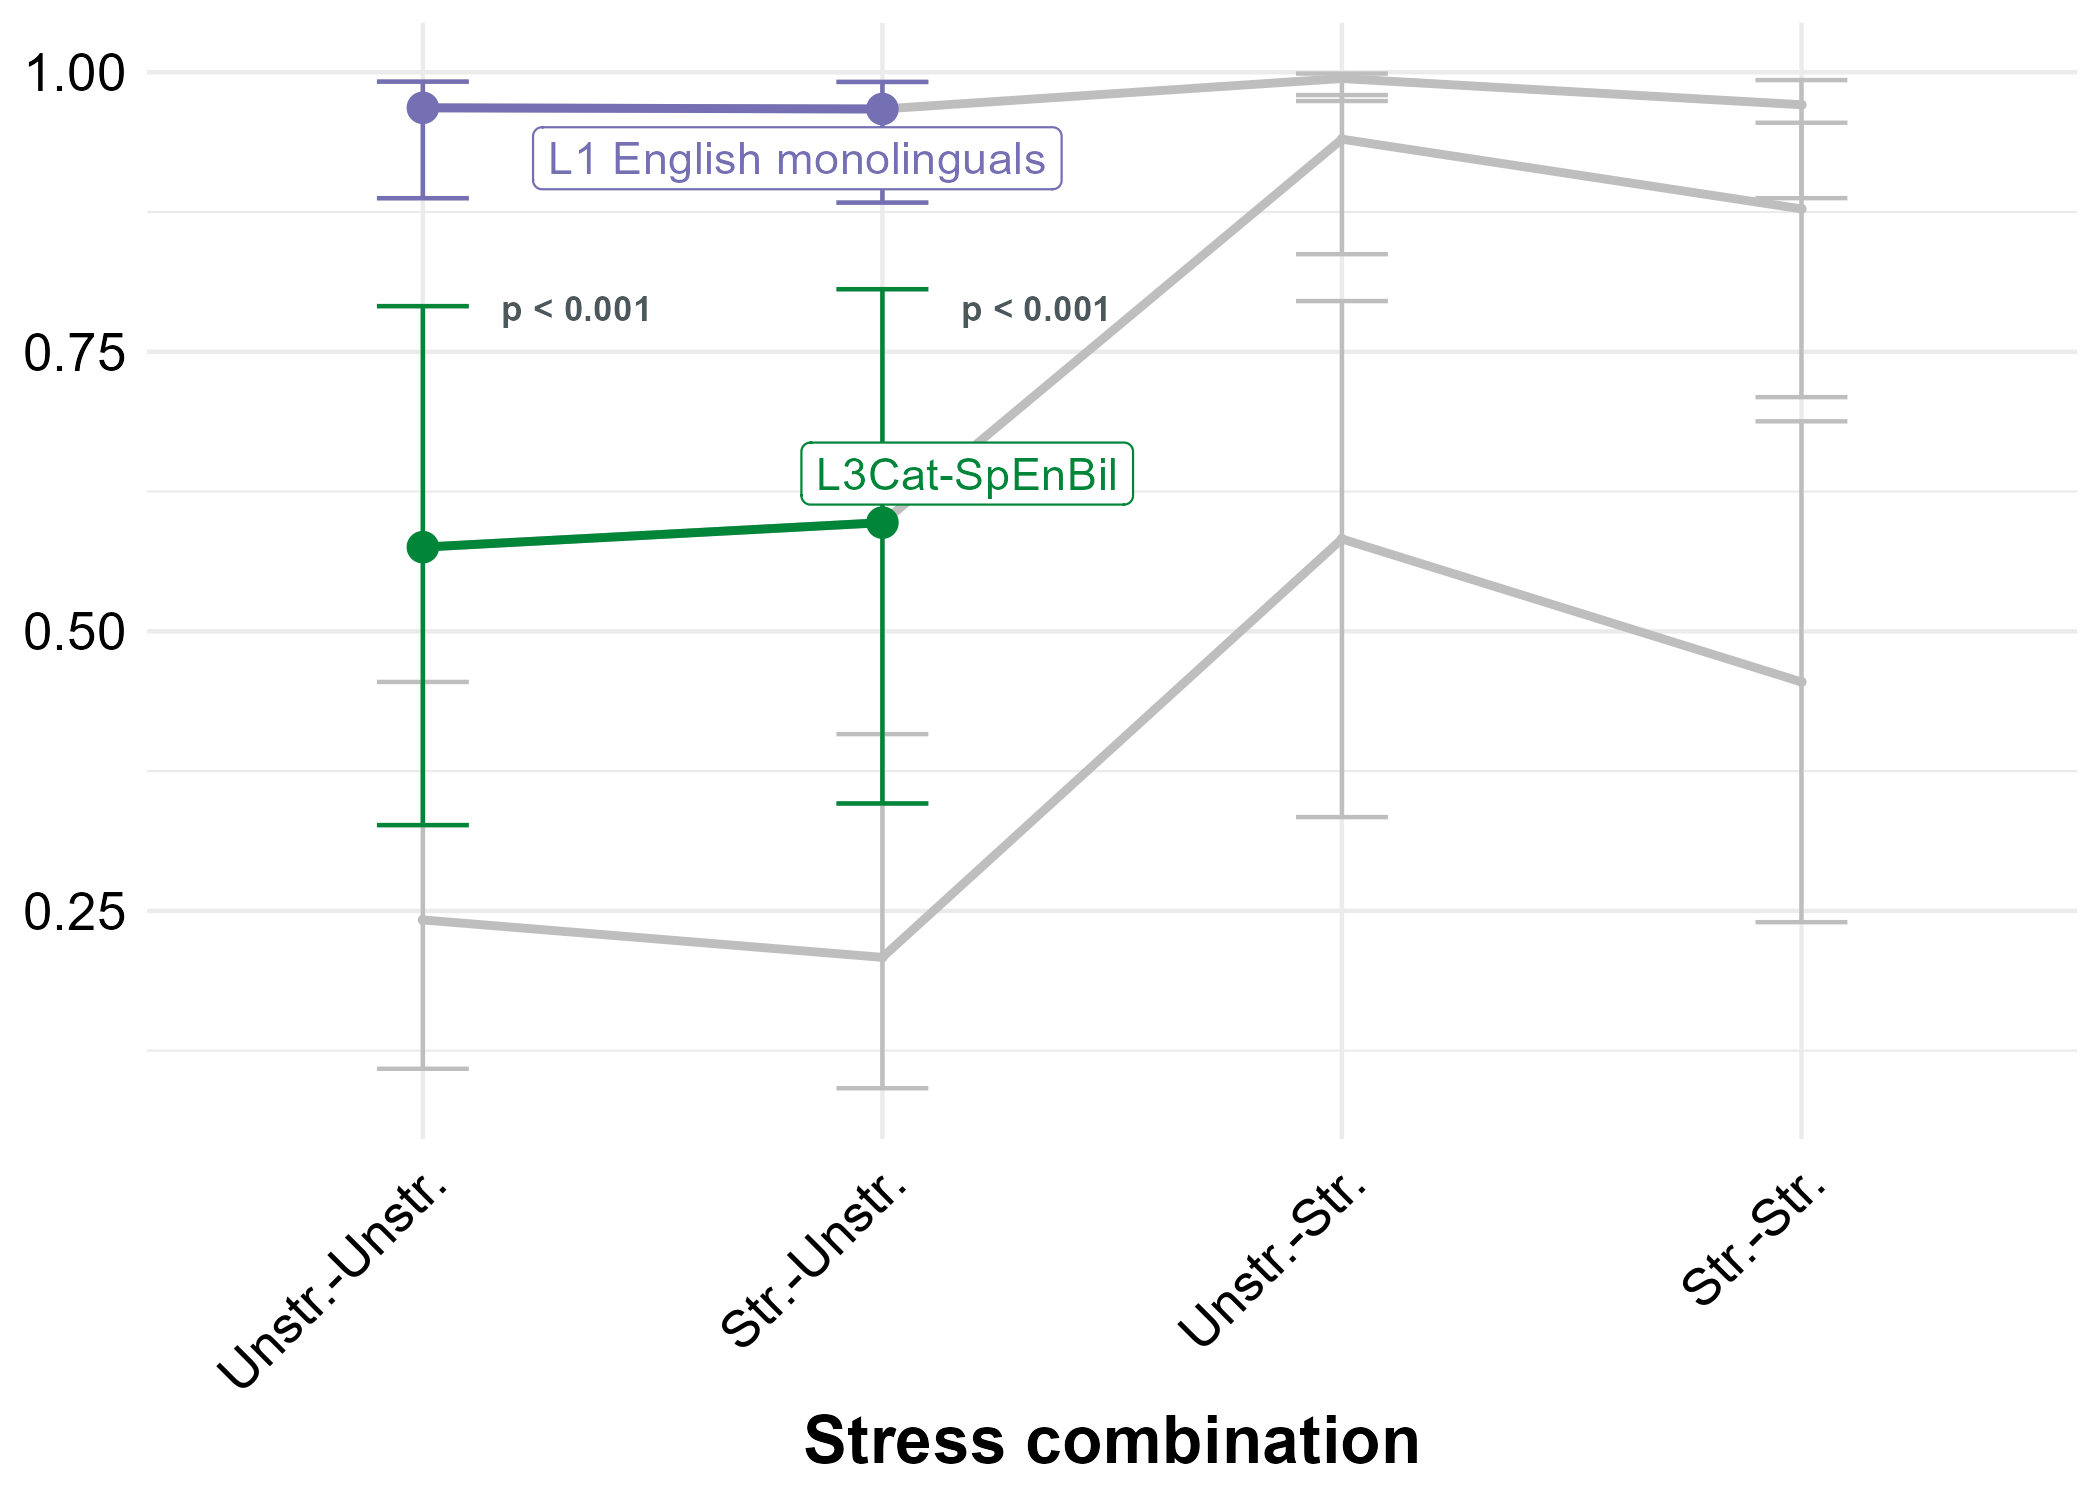 1.00
L1 English monolinguals
p < 0.001
p < 0.001
0.75
L3Cat-SpEnBil
0.50
0.25
Unstr.-Unstr.
Str.-Unstr.
Unstr.-Str.
Str.-Str.
Stress combination